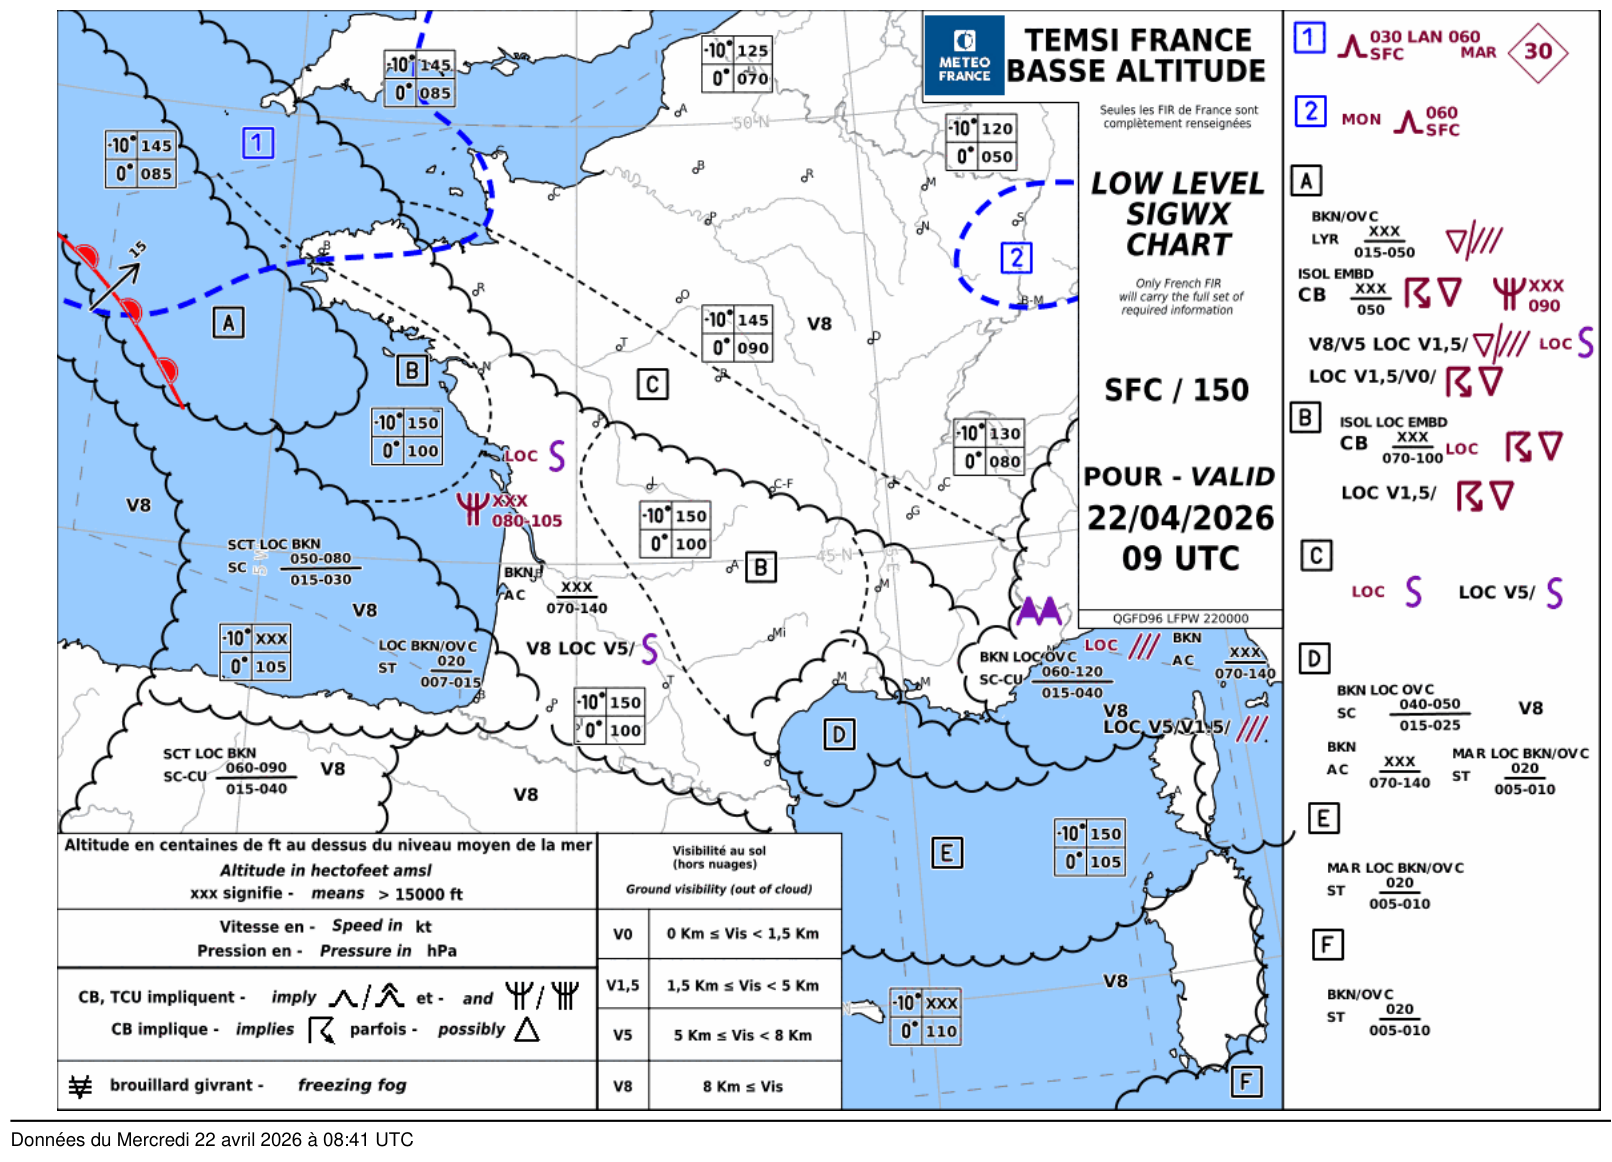 METEO
FRANCE
TEMSI FRANCE
BASSE ALTITUDE
Seules les FIR de France sont
complètement renseignées
LOW LEVEL
SIGWX
CHART
Only French FIR
will carry the full set of
required information
SFC / 150
POUR - VALID
22/04/2026
09 UTC
QGFD96 LFPW 220000
-10° 145
0° 085
-10° 125
0° 070
-10° 145
0° 085
-10° 120
0° 050
50°N
1
2
15
A
B
C
V8
-10° 145
0° 090
-10° 150
0° 100
-10° 130
0° 080
LOC
XXX
080-105
V8
-10° 150
0° 100
SCT LOC BKN
SC 050-080
015-030
V8
45°N
B
BKN
AC XXX
070-140
-10° XXX
0° 105
LOC BKN/OVC
ST 020
007-015
V8 LOC V5/
BKN LOC OVC
SC-CU 060-120
015-040
LOC
BKN
AC XXX
070-140
V8
LOC V5/V1.5/
-10° 150
0° 100
D
SCT LOC BKN
SC-CU 060-090
015-040
V8
V8
E
-10° 150
0° 105
V8
-10° XXX
0° 110
F
1
030 LAN 060
SFC MAR
30
2
MON 060
SFC
A
BKN/OVC
LYR XXX
015-050
ISOL EMBD
CB XXX
050
XXX
090
V8/V5 LOC V1,5/ LOC
LOC V1,5/V0/
B
ISOL LOC EMBD
CB XXX
070-100 LOC
LOC V1,5/
C
LOC LOC V5/
D
BKN LOC OVC
SC 040-050
015-025
V8
BKN
AC XXX
070-140
MAR LOC BKN/OVC
ST 020
005-010
E
MAR LOC BKN/OVC
ST 020
005-010
F
BKN/OVC
ST 020
005-010
Altitude en centaines de ft au dessus du niveau moyen de la mer
Altitude in hectofeet amsl
xxx signifie - means > 15000 ft
Vitesse en - Speed in kt
Pression en - Pressure in hPa
CB, TCU impliquent - imply / et - and /
CB implique - implies parfois - possibly
brouillard givrant - freezing fog
Visibilité au sol
(hors nuages)
Ground visibility (out of cloud)
V0 0 Km ≤ Vis < 1,5 Km
V1,5 1,5 Km ≤ Vis < 5 Km
V5 5 Km ≤ Vis < 8 Km
V8 8 Km ≤ Vis
Données du Mercredi 22 avril 2026 à 08:41 UTC